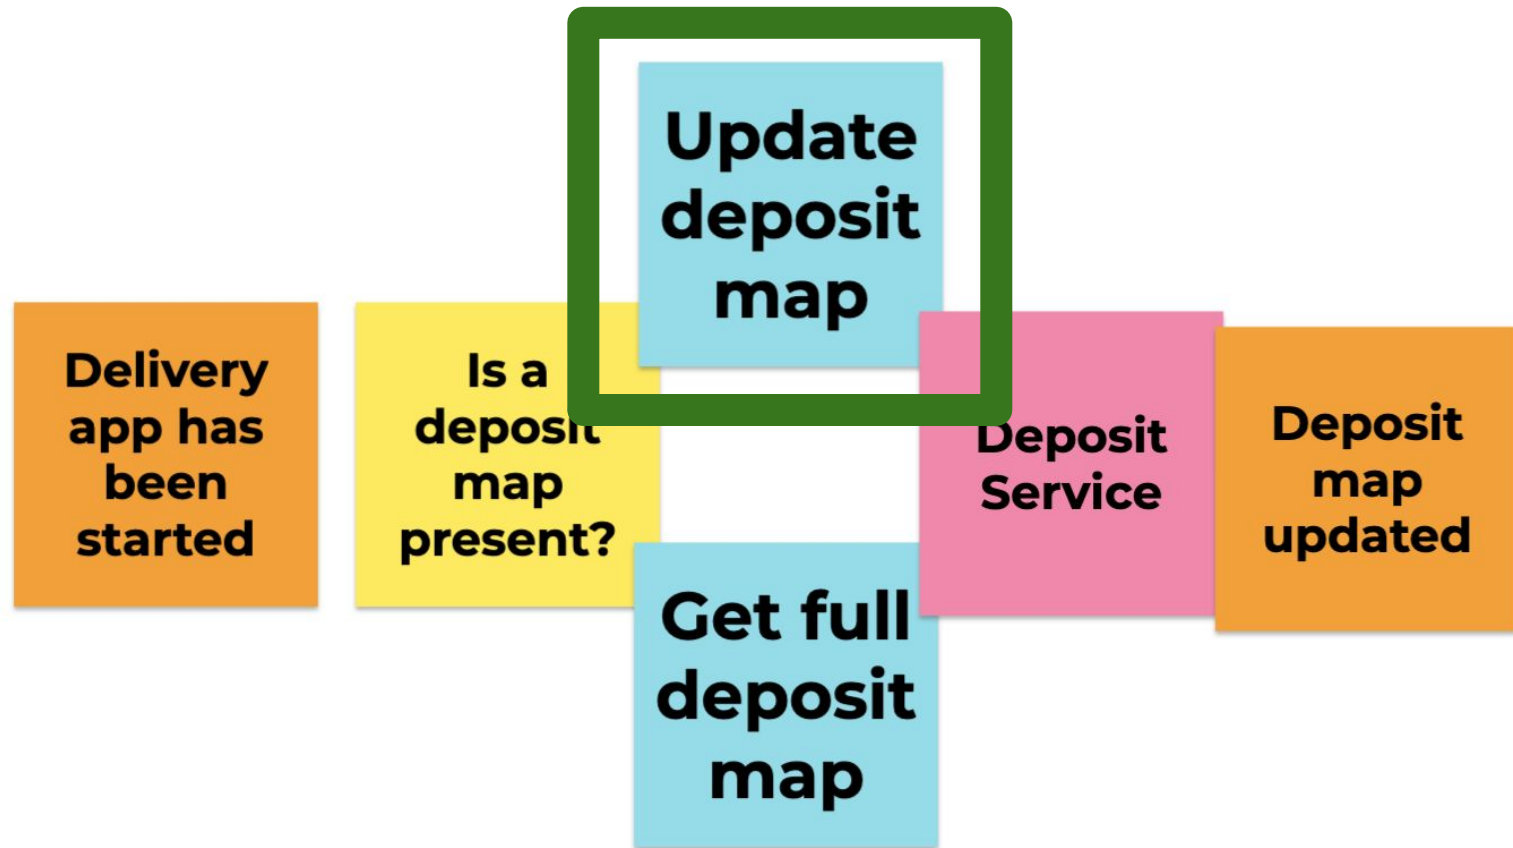 Update
deposit
map
Delivery
app has
been
started
Is a
deposit
map
present?
Get full
deposit
map
Deposit
Service
Deposit
map
updated